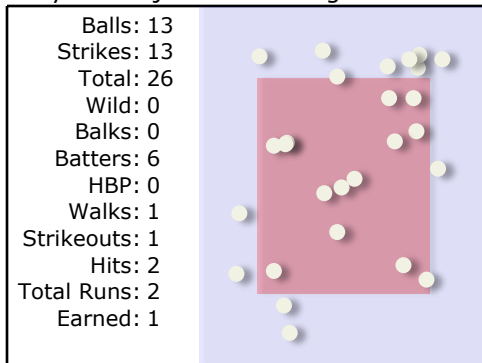 Balls: 13
Strikes: 13
Total: 26
Wild: 0
Balks: 0
Batters: 6
HBP: 0
Walks: 1
Strikeouts: 1
Hits: 2
Total Runs: 2
Earned: 1